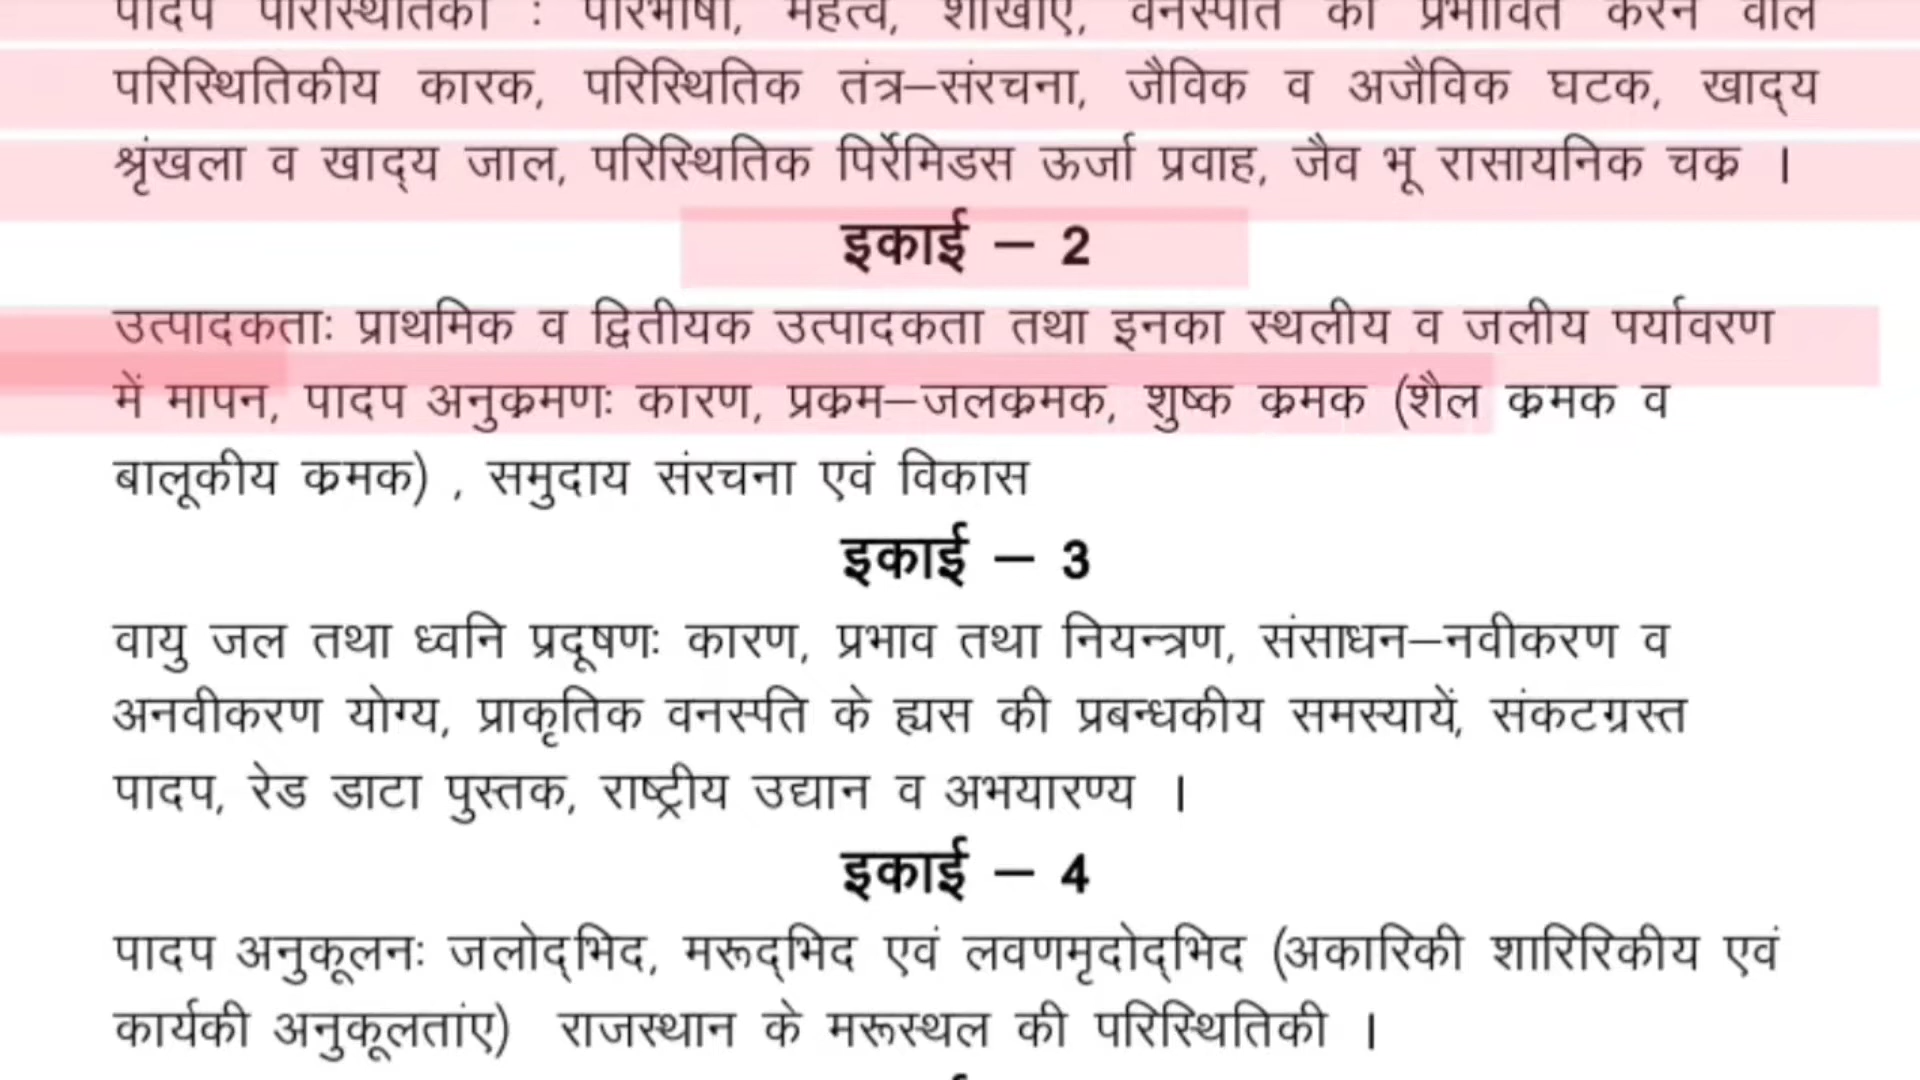 पादप पारिस्थितिकी : परिभाषा, महत्व, शाखाएं, वनस्पति को प्रभावित करने वाले
परिस्थितिकीय कारक, परिस्थितिक तंत्र–संरचना, जैविक व अजैविक घटक, खाद्य
श्रृंखला व खाद्य जाल, परिस्थितिक पिर्रेमिडस ऊर्जा प्रवाह, जैव भू रासायनिक चक्र ।
इकाई – 2
उत्पादकताः प्राथमिक व द्वितीयक उत्पादकता तथा इनका स्थलीय व जलीय पर्यावरण
में मापन, पादप अनुक्रमणः कारण, प्रक्रम–जलक्रमक, शुष्क क्रमक (शैल क्रमक व
बालूकीय क्रमक) , समुदाय संरचना एवं विकास
इकाई – 3
वायु जल तथा ध्वनि प्रदूषणः कारण, प्रभाव तथा नियन्त्रण, संसाधन–नवीकरण व
अनवीकरण योग्य, प्राकृतिक वनस्पति के ह्यस की प्रबन्धकीय समस्यायें, संकटग्रस्त
पादप, रेड डाटा पुस्तक, राष्ट्रीय उद्यान व अभयारण्य ।
इकाई – 4
पादप अनुकूलनः जलोद्भिद, मरूद्भिद एवं लवणमृदोद्भिद (अकारिकी शारिरिकीय एवं
कार्यकी अनुकूलतांए) राजस्थान के मरूस्थल की परिस्थितिकी ।